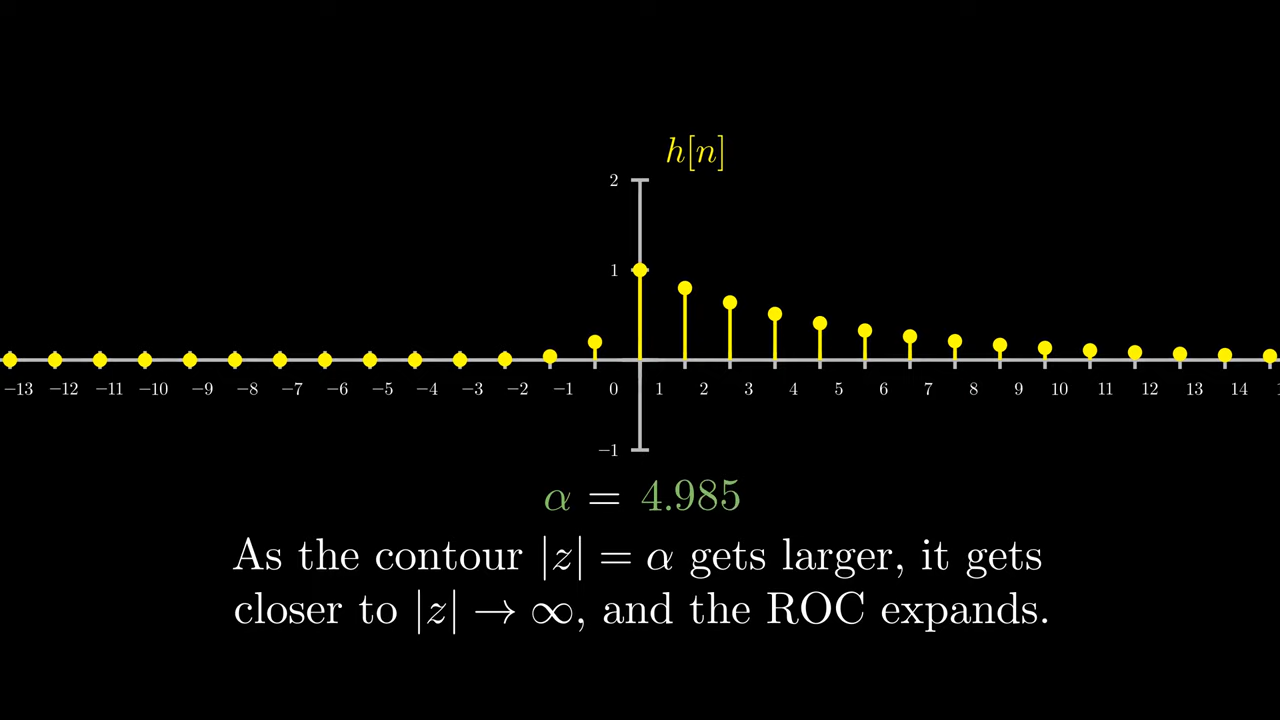 h[n]
2
1
−13 −12 −11 −10 −9 −8 −7 −6 −5 −4 −3 −2 −1 0 1 2 3 4 5 6 7 8 9 10 11 12 13 14
−1
α = 4.985
As the contour |z| = α gets larger, it gets
closer to |z| → ∞, and the ROC expands.